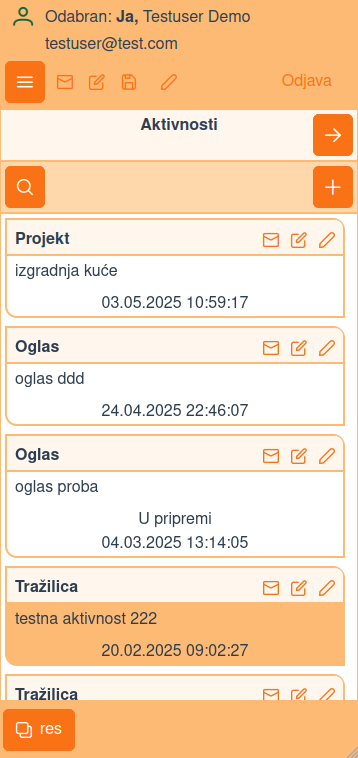 Odabran: Ja, Testuser Demo
testuser@test.com
Odjava
Aktivnosti
Projekt
izgradnja kuće
03.05.2025 10:59:17
Oglas
oglas ddd
24.04.2025 22:46:07
Oglas
oglas proba
U pripremi
04.03.2025 13:14:05
Tražilica
testna aktivnost 222
20.02.2025 09:02:27
Tražilica
res